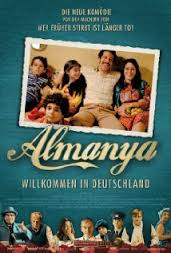 DIE NEUE KOMÖDIE
VON DEN MACHERN VON
WER FRÜHER STIRBT IST LÄNGER TOT
Almanya
WILLKOMMEN IN DEUTSCHLAND